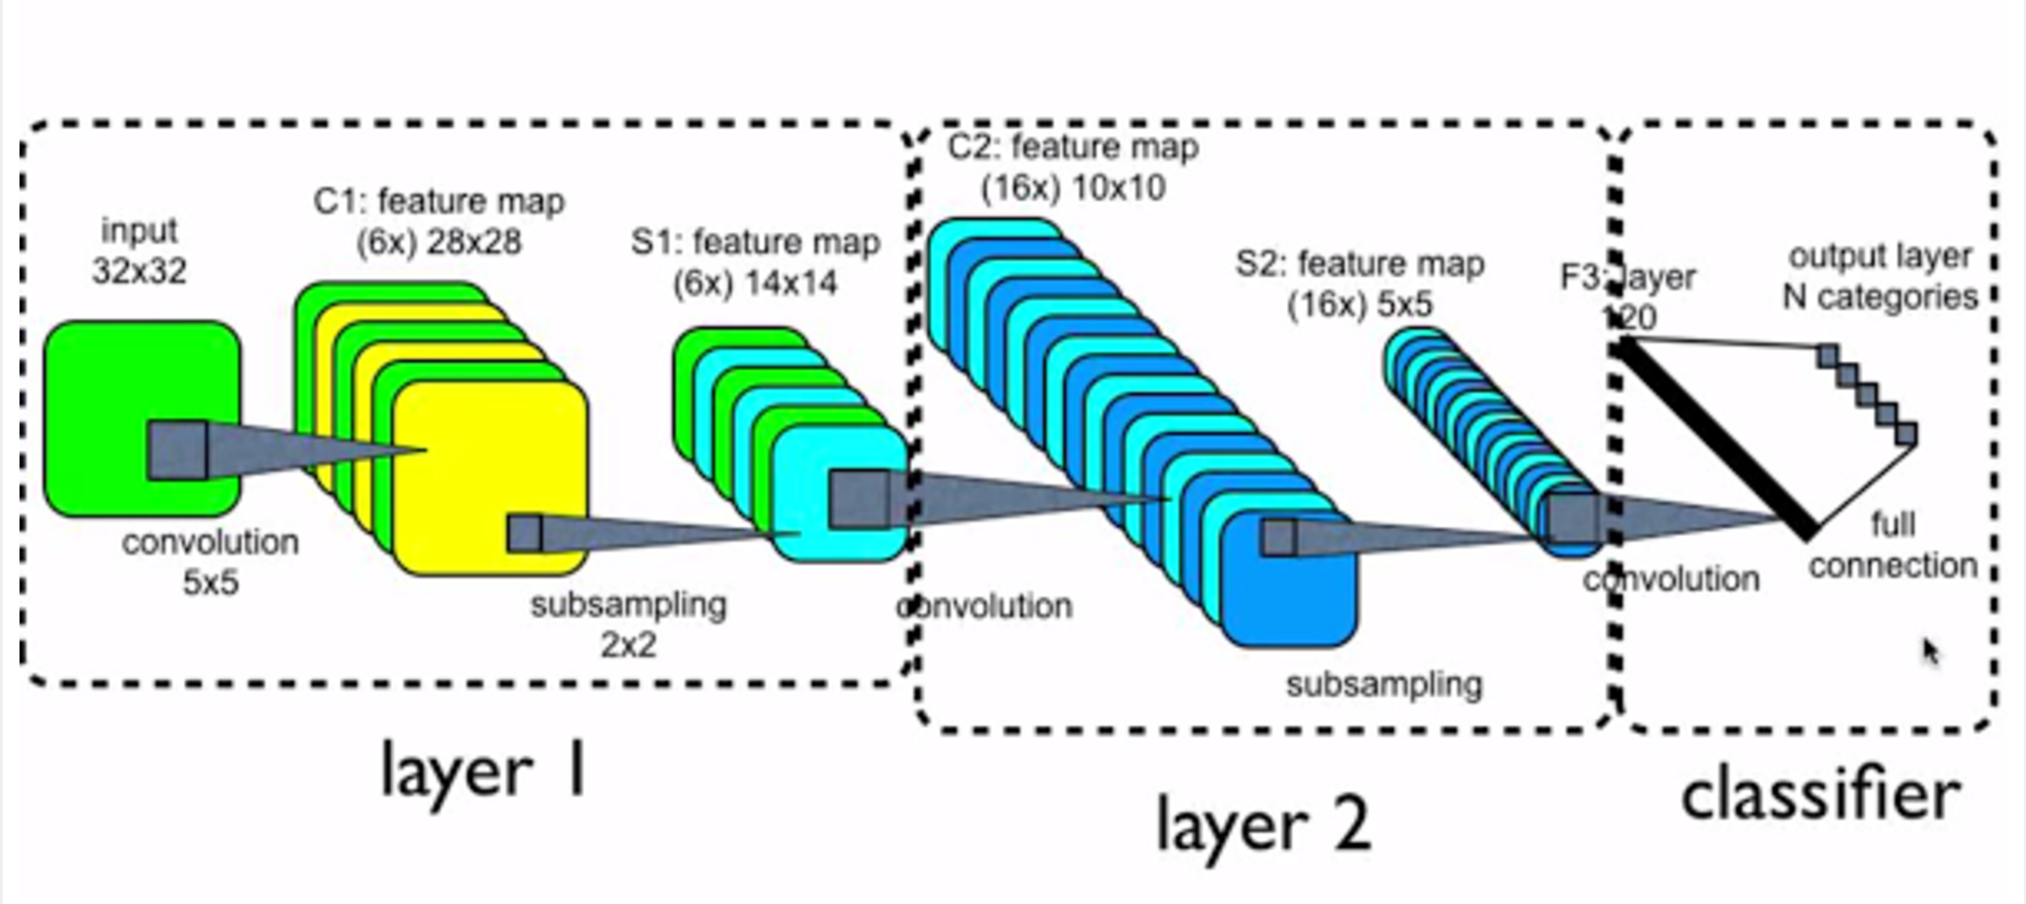 input
32x32
C1: feature map
(6x) 28x28
S1: feature map
(6x) 14x14
C2: feature map
(16x) 10x10
S2: feature map
(16x) 5x5
F3: layer
120
output layer
N categories
convolution
5x5
subsampling
2x2
convolution
subsampling
convolution
full
connection
layer 1
layer 2
classifier